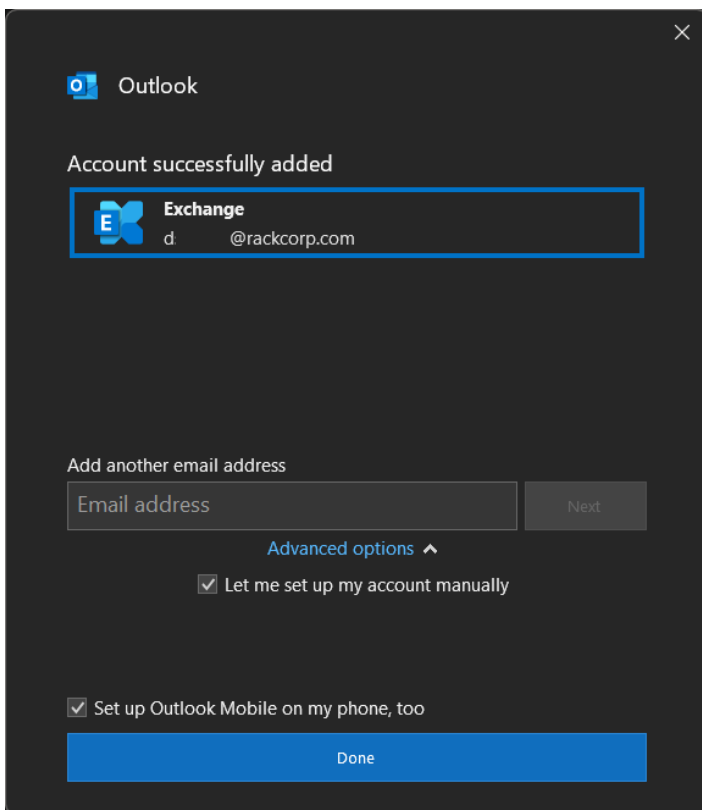 Outlook
Account successfully added
Exchange
d @rackcorp.com
Add another email address
Email address
Next
Advanced options
Let me set up my account manually
Set up Outlook Mobile on my phone, too
Done